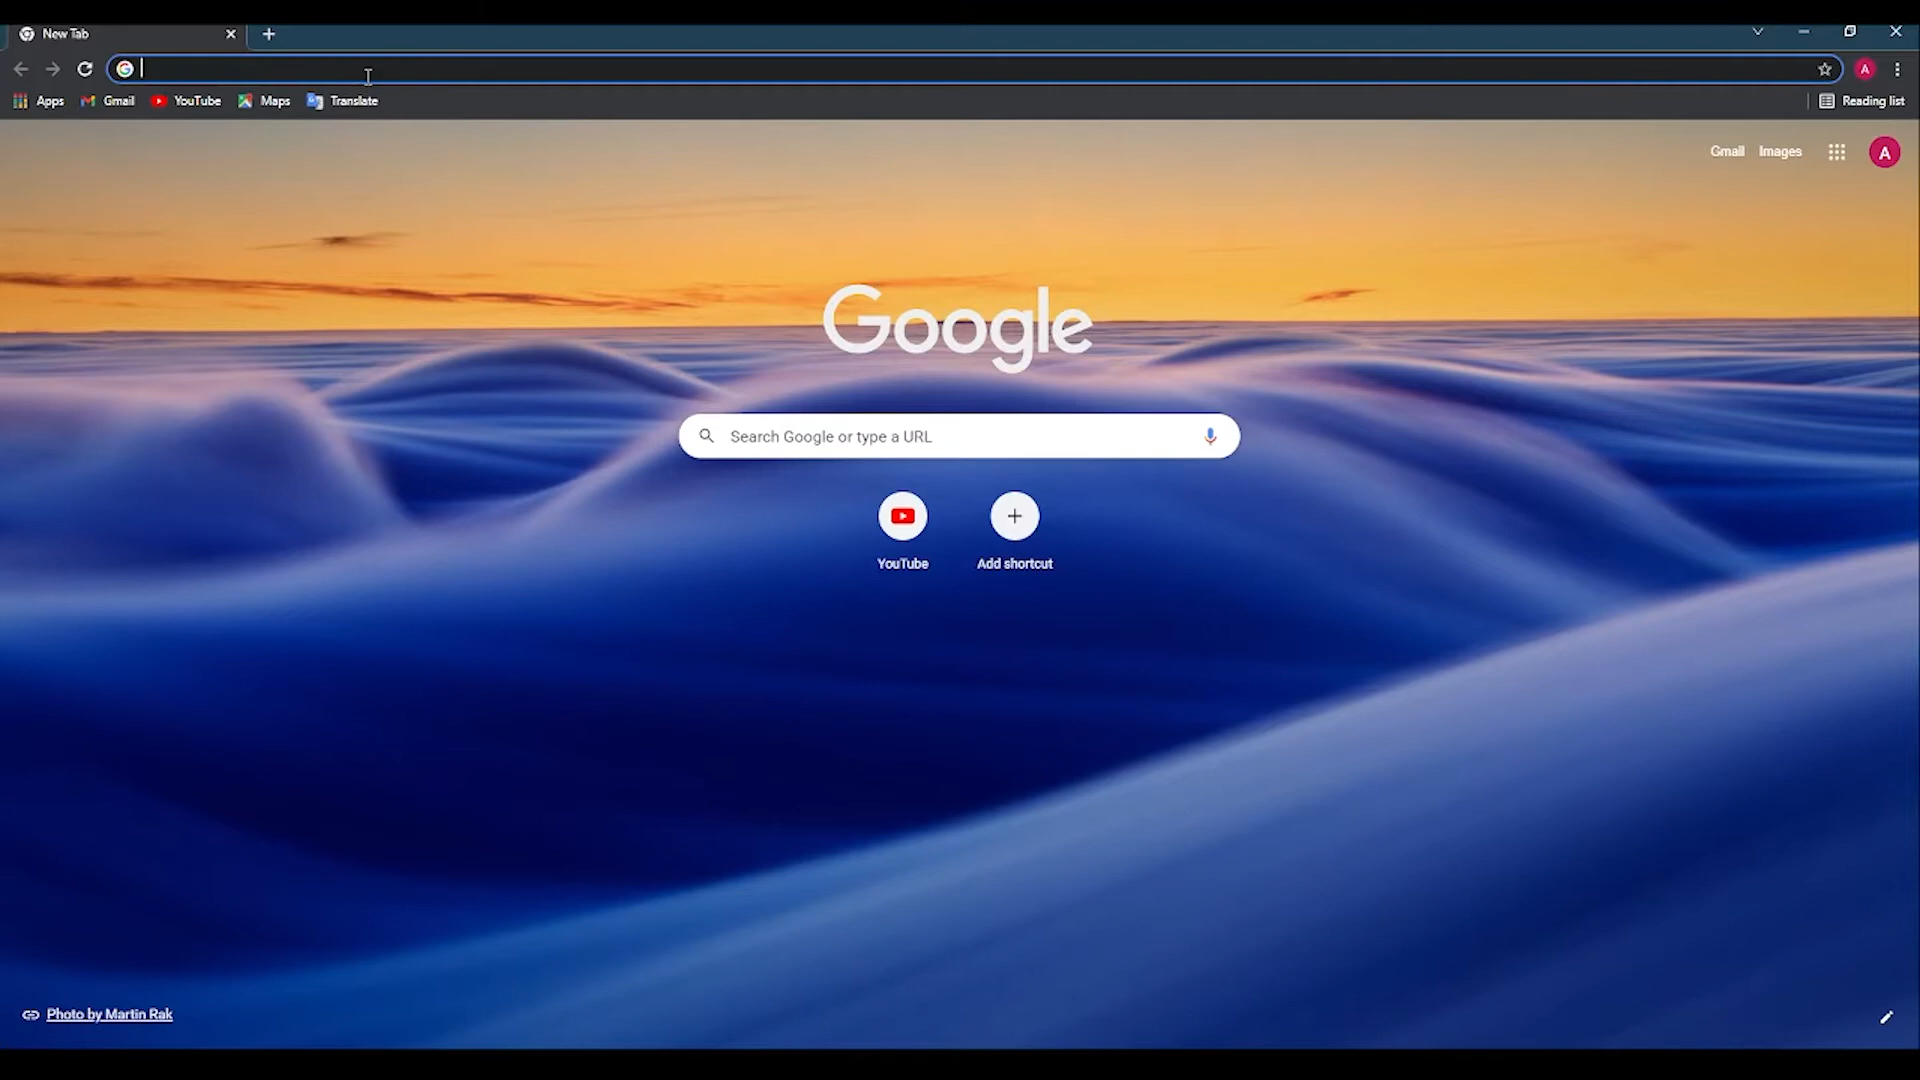 New Tab
Apps Gmail YouTube Maps Translate Reading list
Gmail Images A
Google
Search Google or type a URL
YouTube Add shortcut
Photo by Martin Rak